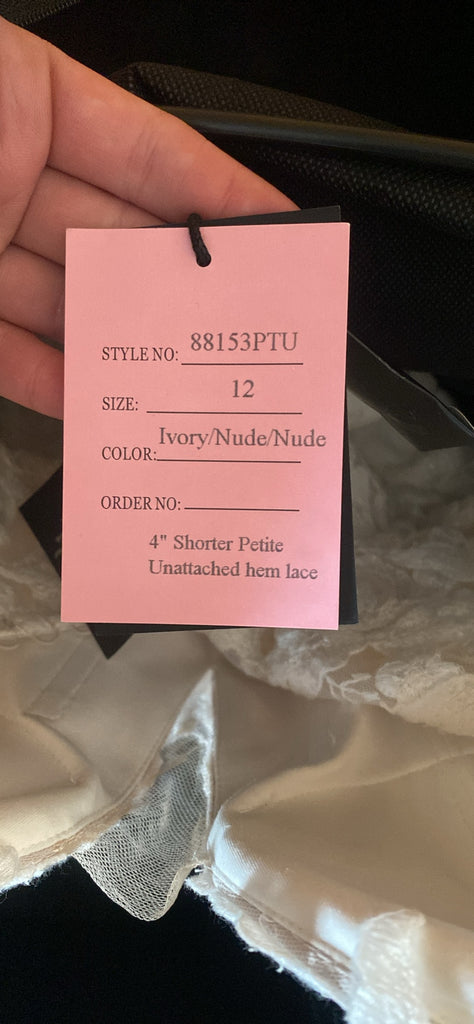 STYLE NO: 88153PTU
SIZE: 12
COLOR: Ivory/Nude/Nude
ORDER NO:
4" Shorter Petite
Unattached hem lace